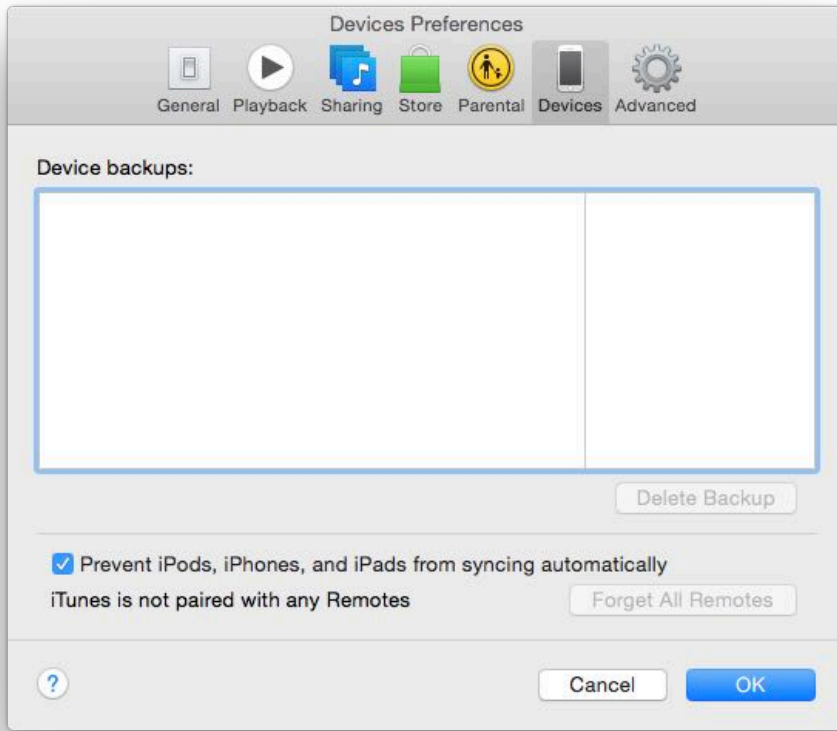 Devices Preferences
General Playback Sharing Store Parental Devices Advanced
Device backups:
Delete Backup
Prevent iPods, iPhones, and iPads from syncing automatically
iTunes is not paired with any Remotes
Forget All Remotes
?
Cancel
OK